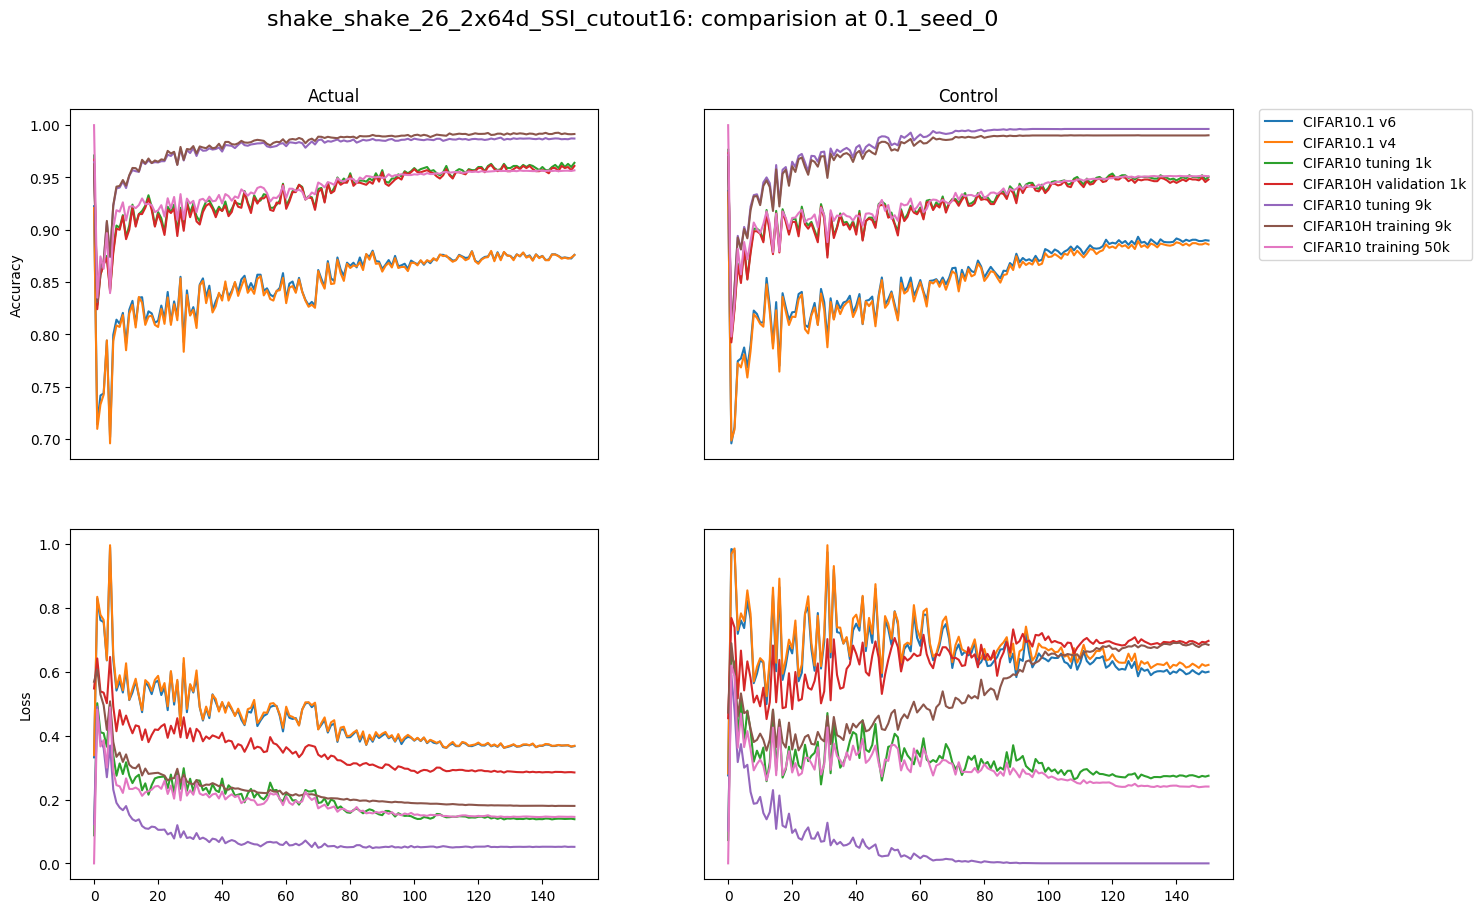 shake_shake_26_2x64d_SSI_cutout16: comparision at 0.1_seed_0
Actual
Control
CIFAR10.1 v6
CIFAR10.1 v4
CIFAR10 tuning 1k
CIFAR10H validation 1k
CIFAR10 tuning 9k
CIFAR10H training 9k
CIFAR10 training 50k
Accuracy
1.00
0.95
0.90
0.85
0.80
0.75
0.70
Loss
1.0
0.8
0.6
0.4
0.2
0.0
0 20 40 60 80 100 120 140
0 20 40 60 80 100 120 140